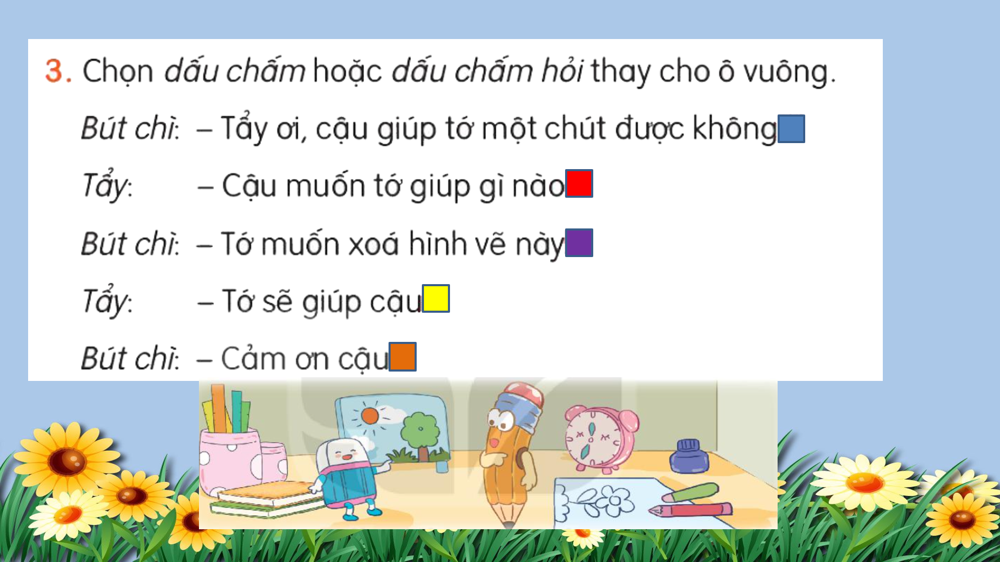 3. Chọn dấu chấm hoặc dấu chấm hỏi thay cho ô vuông.
Bút chì: – Tẩy ơi, cậu giúp tớ một chút được không
Tẩy: – Cậu muốn tớ giúp gì nào
Bút chì: – Tớ muốn xoá hình vẽ này
Tẩy: – Tớ sẽ giúp cậu
Bút chì: – Cảm ơn cậu